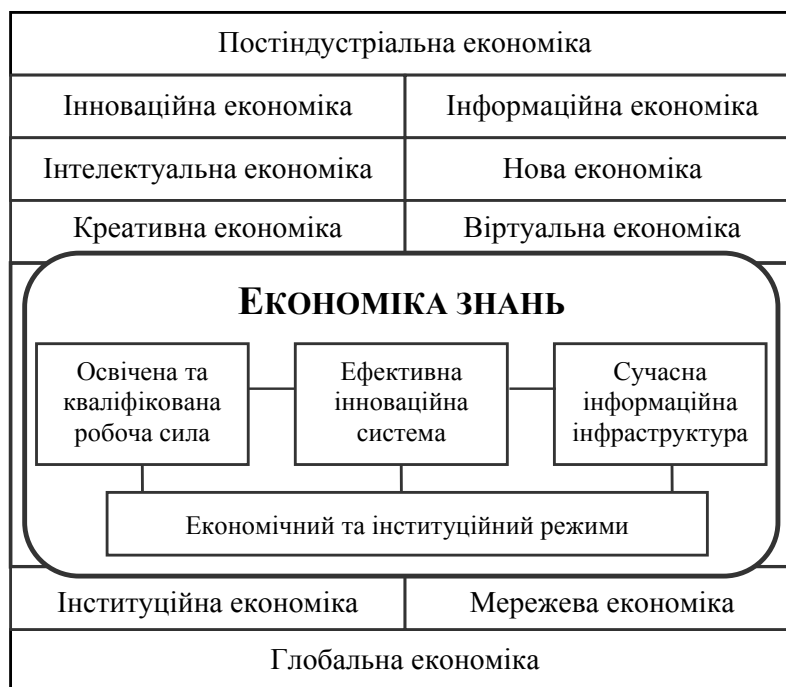 Постіндустріальна економіка
Інноваційна економіка
Інформаційна економіка
Інтелектуальна економіка
Нова економіка
Креативна економіка
Віртуальна економіка
ЕКОНОМІКА ЗНАНЬ
Освічена та
кваліфікована
робоча сила
Ефективна
інноваційна
система
Сучасна
інформаційна
інфраструктура
Економічний та інституційний режими
Інституційна економіка
Мережева економіка
Глобальна економіка